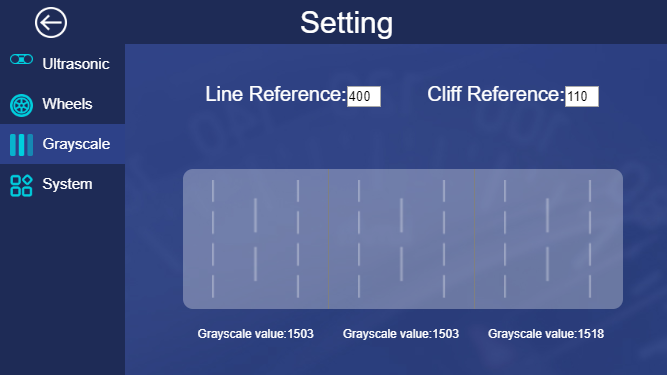 Setting
Ultrasonic
Wheels
Grayscale
System
Line Reference:400 Cliff Reference:110
Grayscale value:1503 Grayscale value:1503 Grayscale value:1518